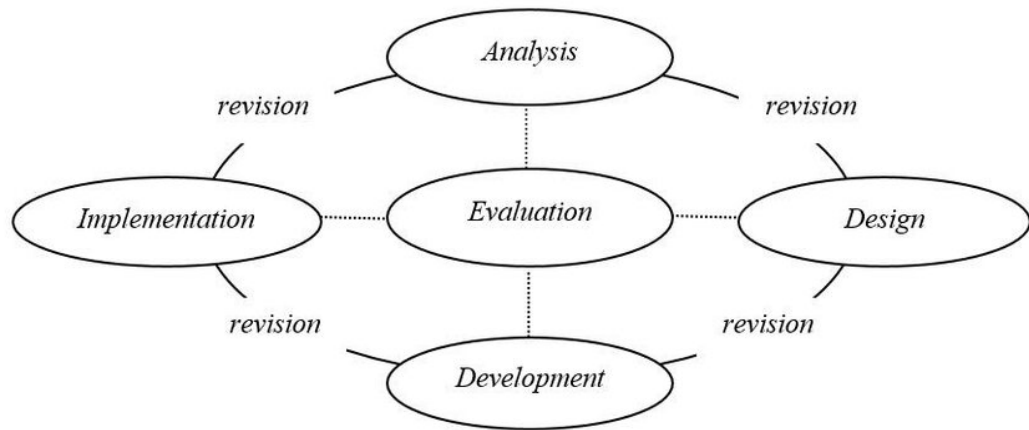 Analysis
revision
revision
Implementation
Evaluation
Design
revision
revision
Development